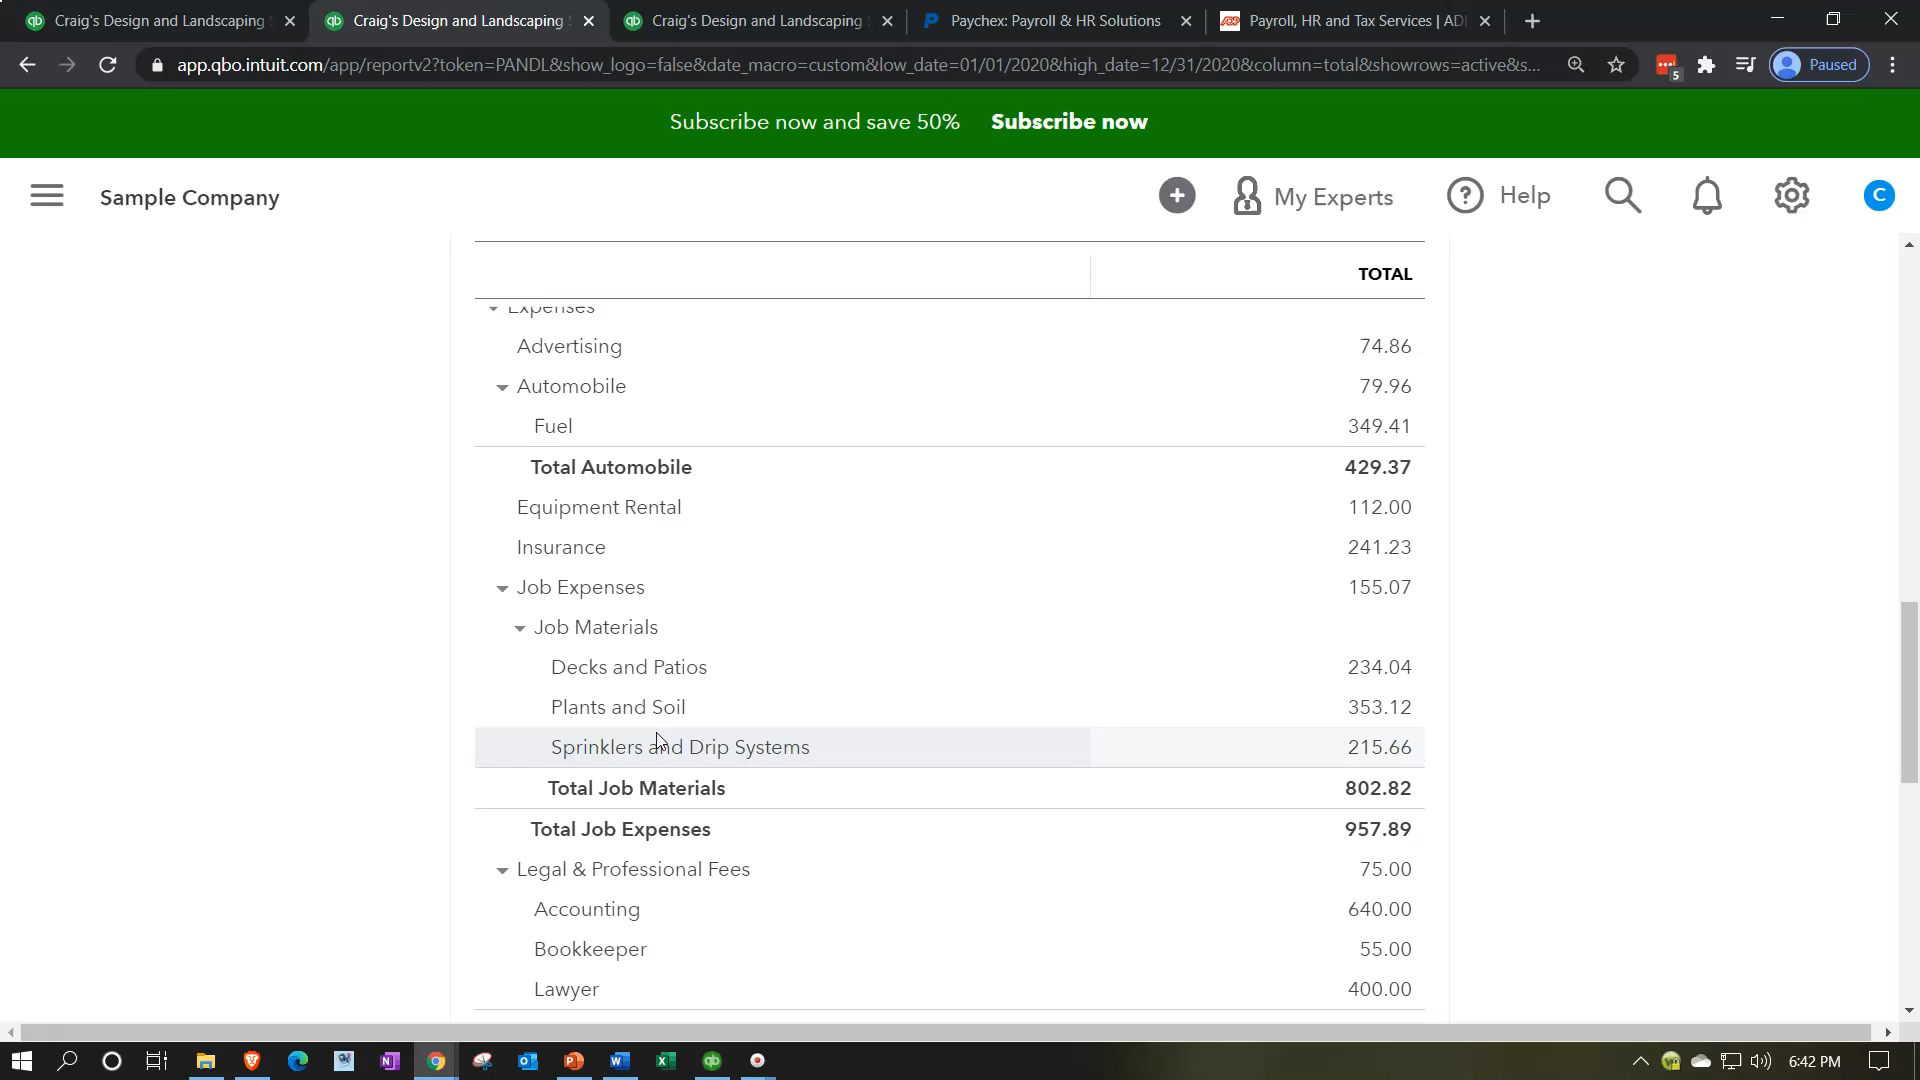 Craig's Design and Landscaping
Craig's Design and Landscaping
Craig's Design and Landscaping
Paychex: Payroll & HR Solutions
Payroll, HR and Tax Services | AD
app.qbo.intuit.com/app/reportv2?token=PANDL&show_logo=false&date_macro=custom&low_date=01/01/2020&high_date=12/31/2020&column=total&showrows=active&s...
5
Paused
Subscribe now and save 50% Subscribe now
Sample Company
My Experts
Help
C
TOTAL
Expenses
Advertising 74.86
Automobile 79.96
Fuel 349.41
Total Automobile 429.37
Equipment Rental 112.00
Insurance 241.23
Job Expenses 155.07
Job Materials
Decks and Patios 234.04
Plants and Soil 353.12
Sprinklers and Drip Systems 215.66
Total Job Materials 802.82
Total Job Expenses 957.89
Legal & Professional Fees 75.00
Accounting 640.00
Bookkeeper 55.00
Lawyer 400.00
6:42 PM